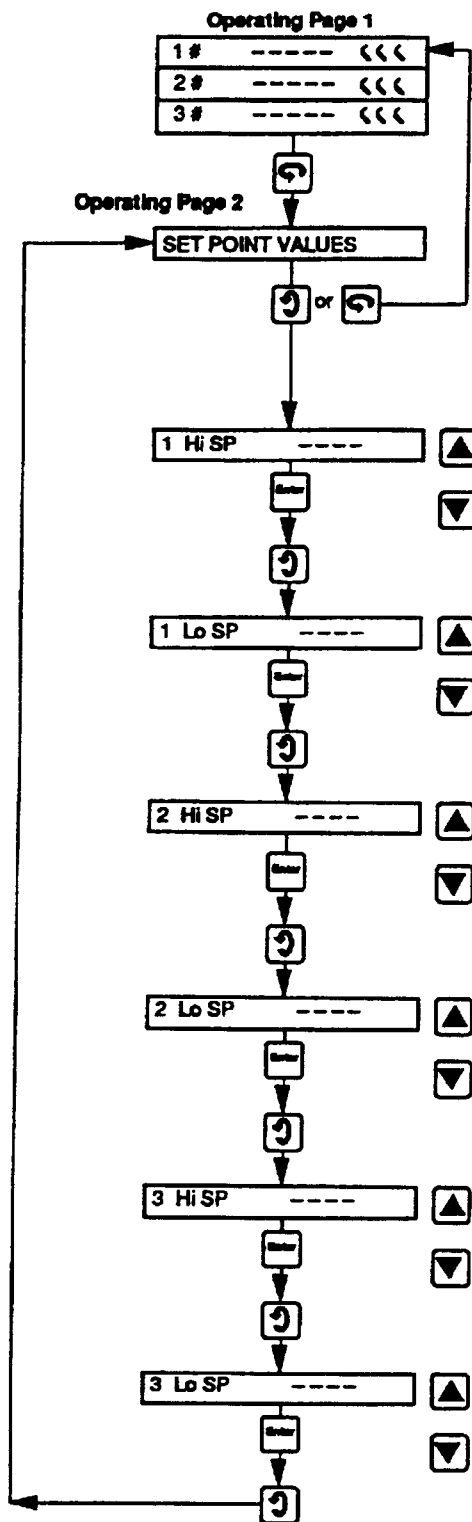 Operating Page 1
1 # ----- ‹‹‹
2 # ----- ‹‹‹
3 # ----- ‹‹‹
Operating Page 2
SET POINT VALUES
or
1 Hi SP ----
Enter
1 Lo SP ----
Enter
2 Hi SP ----
Enter
2 Lo SP ----
Enter
3 Hi SP ----
Enter
3 Lo SP ----
Enter